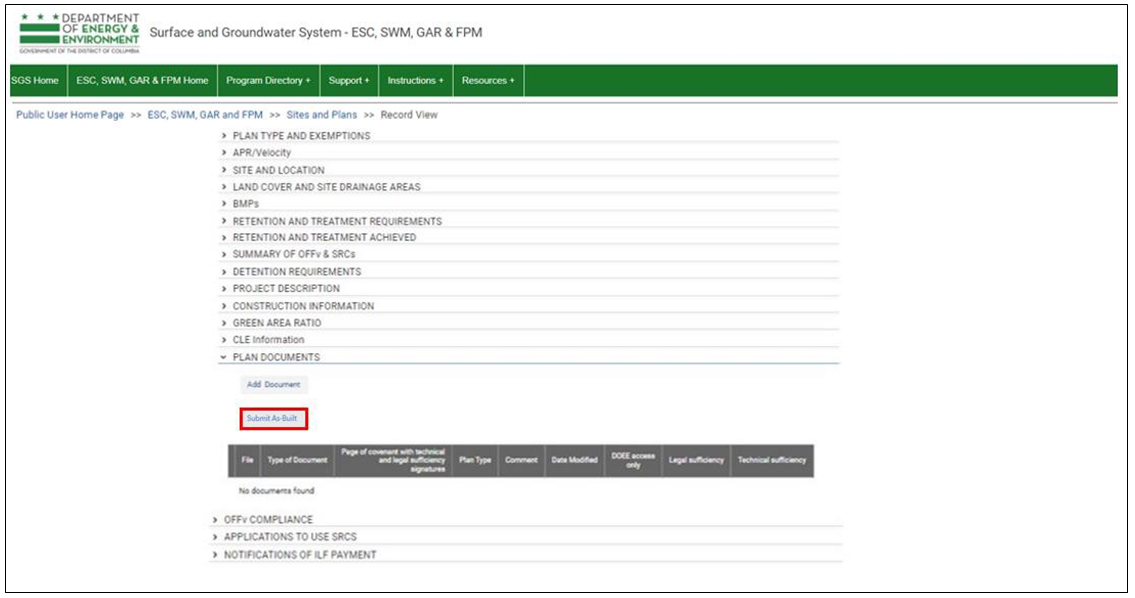 DEPARTMENT
OF ENERGY &
ENVIRONMENT
GOVERNMENT OF THE DISTRICT OF COLUMBIA
Surface and Groundwater System - ESC, SWM, GAR & FPM
SGS Home ESC, SWM, GAR & FPM Home Program Directory + Support + Instructions + Resources +
Public User Home Page >> ESC, SWM, GAR and FPM >> Sites and Plans >> Record View
PLAN TYPE AND EXEMPTIONS
APR/Velocity
SITE AND LOCATION
LAND COVER AND SITE DRAINAGE AREAS
BMPs
RETENTION AND TREATMENT REQUIREMENTS
RETENTION AND TREATMENT ACHIEVED
SUMMARY OF OFFv & SRCs
DETENTION REQUIREMENTS
PROJECT DESCRIPTION
CONSTRUCTION INFORMATION
GREEN AREA RATIO
CLE Information
PLAN DOCUMENTS
Add Document
Submit As-Built
File Type of Document Page of covenant with technical and legal sufficiency signatures Plan Type Comment Date Modified DOEE access only Legal sufficiency Technical sufficiency
No documents found
OFFv COMPLIANCE
APPLICATIONS TO USE SRCS
NOTIFICATIONS OF ILF PAYMENT